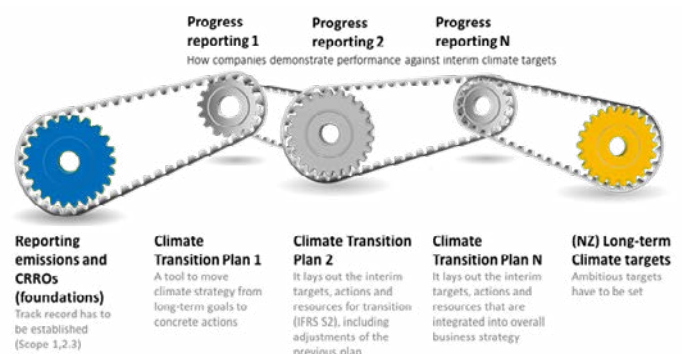 Progress
reporting 1
Progress
reporting 2
Progress
reporting N
How companies demonstrate performance against interim climate targets
Reporting
emissions and
CRROs
(foundations)
Track record has to
be established
(Scope 1,2.3)
Climate
Transition Plan 1
A tool to move
climate strategy from
long-term goals to
concrete actions
Climate Transition
Plan 2
It lays out the interim
targets, actions and
resources for transition
(IFRS S2), including
adjustments of the
previous plan
Climate
Transition Plan N
It lays out the interim
targets, actions and
resources that are
integrated into overall
business strategy
(NZ) Long-term
Climate targets
Ambitious targets
have to be set